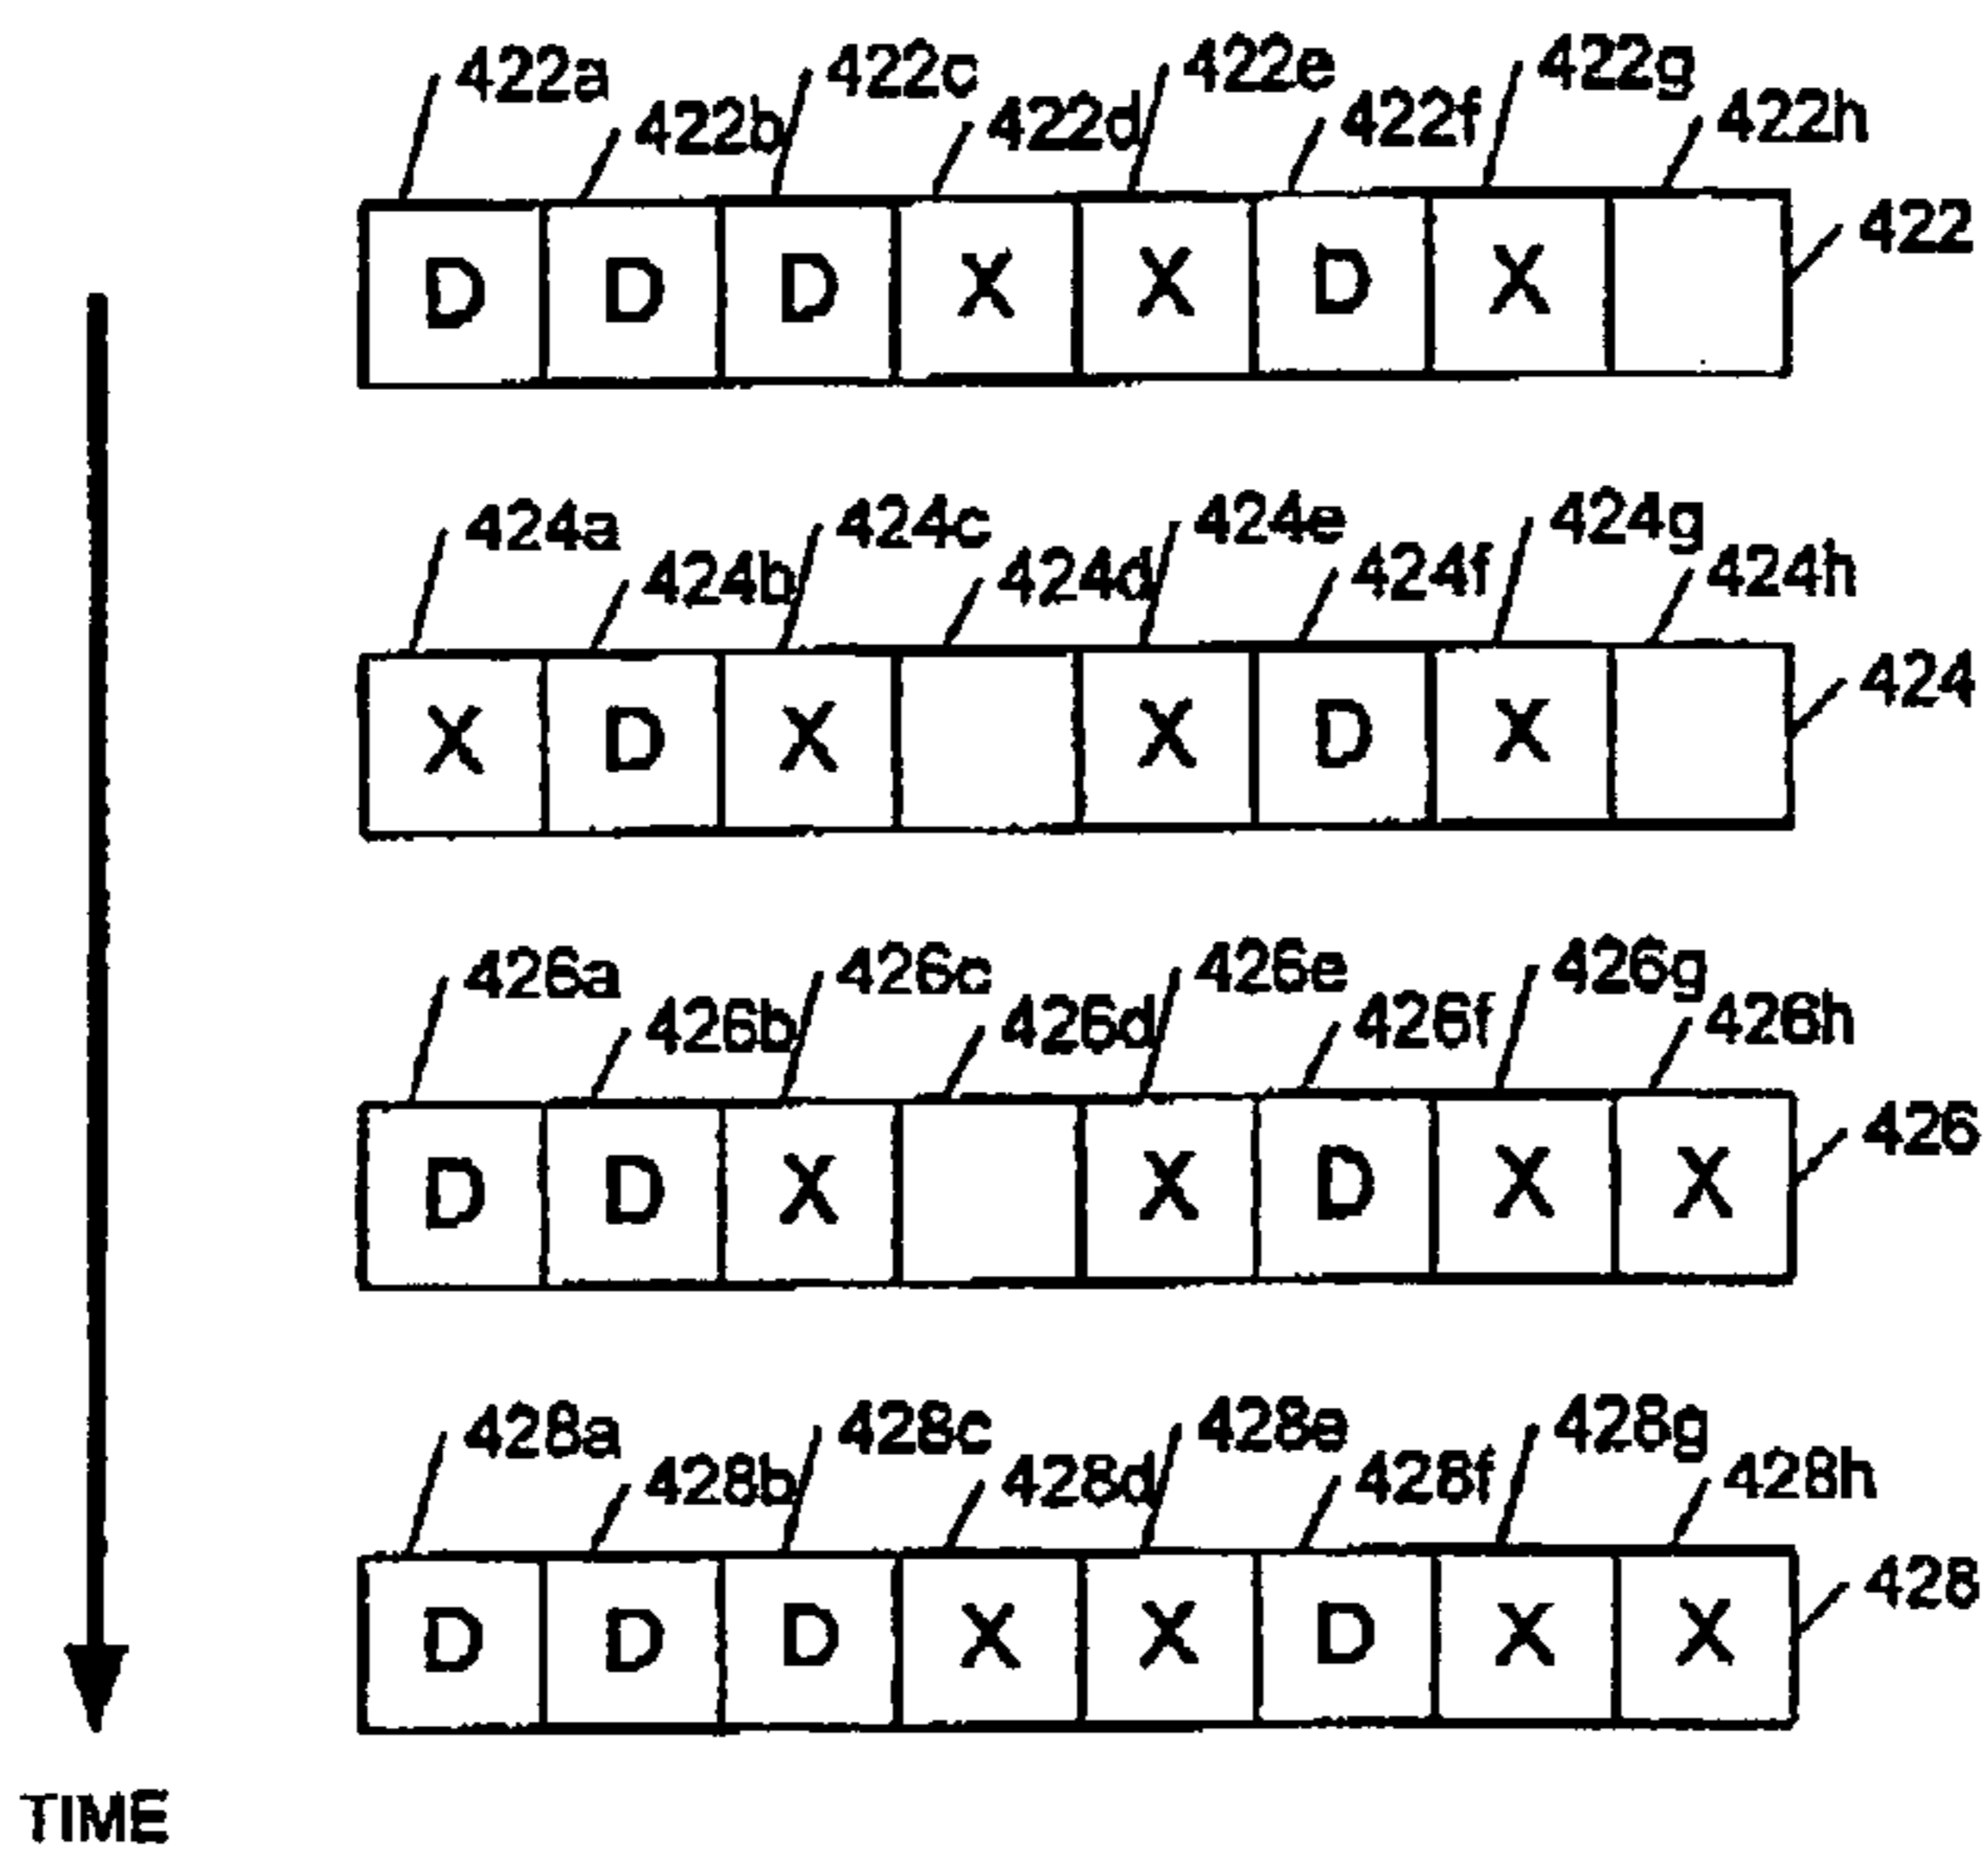 422a 422c 422e 422g
422b 422d 422f 422h
422
D D D X X D X
424a 424c 424e 424g
424b 424d 424f 424h
424
X D X X D X
426a 426c 426e 426g
426b 426d 426f 426h
426
D D X X D X X
428a 428c 428e 428g
428b 428d 428f 428h
428
D D D X X D X X
TIME